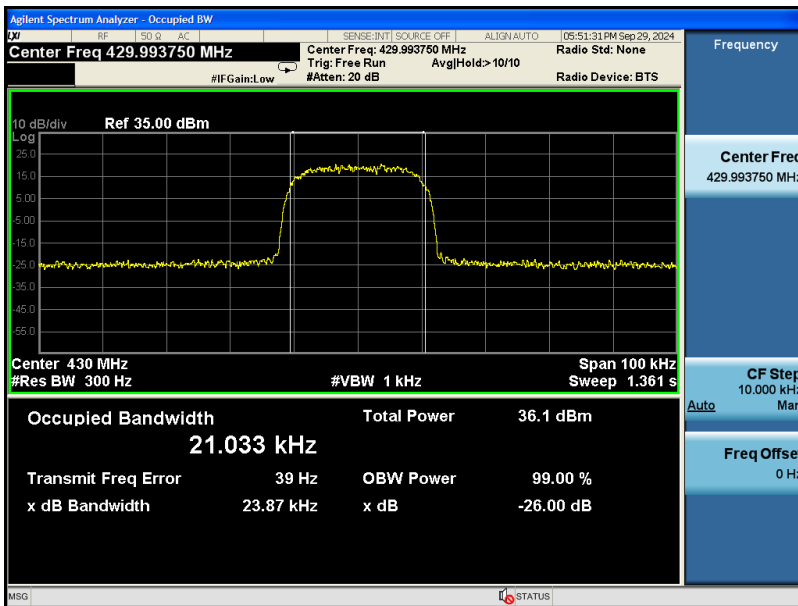 Agilent Spectrum Analyzer - Occupied BW
LXI RF 50 Ω AC SENSE:INT SOURCE OFF ALIGN AUTO 05:51:31 PM Sep 29, 2024
Center Freq 429.993750 MHz
Center Freq: 429.993750 MHz
Radio Std: None
Trig: Free Run Avg|Hold:>10/10
#IFGain:Low
#Atten: 20 dB
Radio Device: BTS
Frequency
10 dB/div Ref 35.00 dBm
Log
25.0
15.0
5.00
-5.00
-15.0
-25.0
-35.0
-45.0
-55.0
Center 430 MHz Span 100 kHz
#Res BW 300 Hz #VBW 1 kHz Sweep 1.361 s
Center Freq
429.993750 MHz
CF Step
10.000 kHz
Auto Man
Freq Offset
0 Hz
Occupied Bandwidth Total Power 36.1 dBm
21.033 kHz
Transmit Freq Error 39 Hz OBW Power 99.00 %
x dB Bandwidth 23.87 kHz x dB -26.00 dB
MSG STATUS